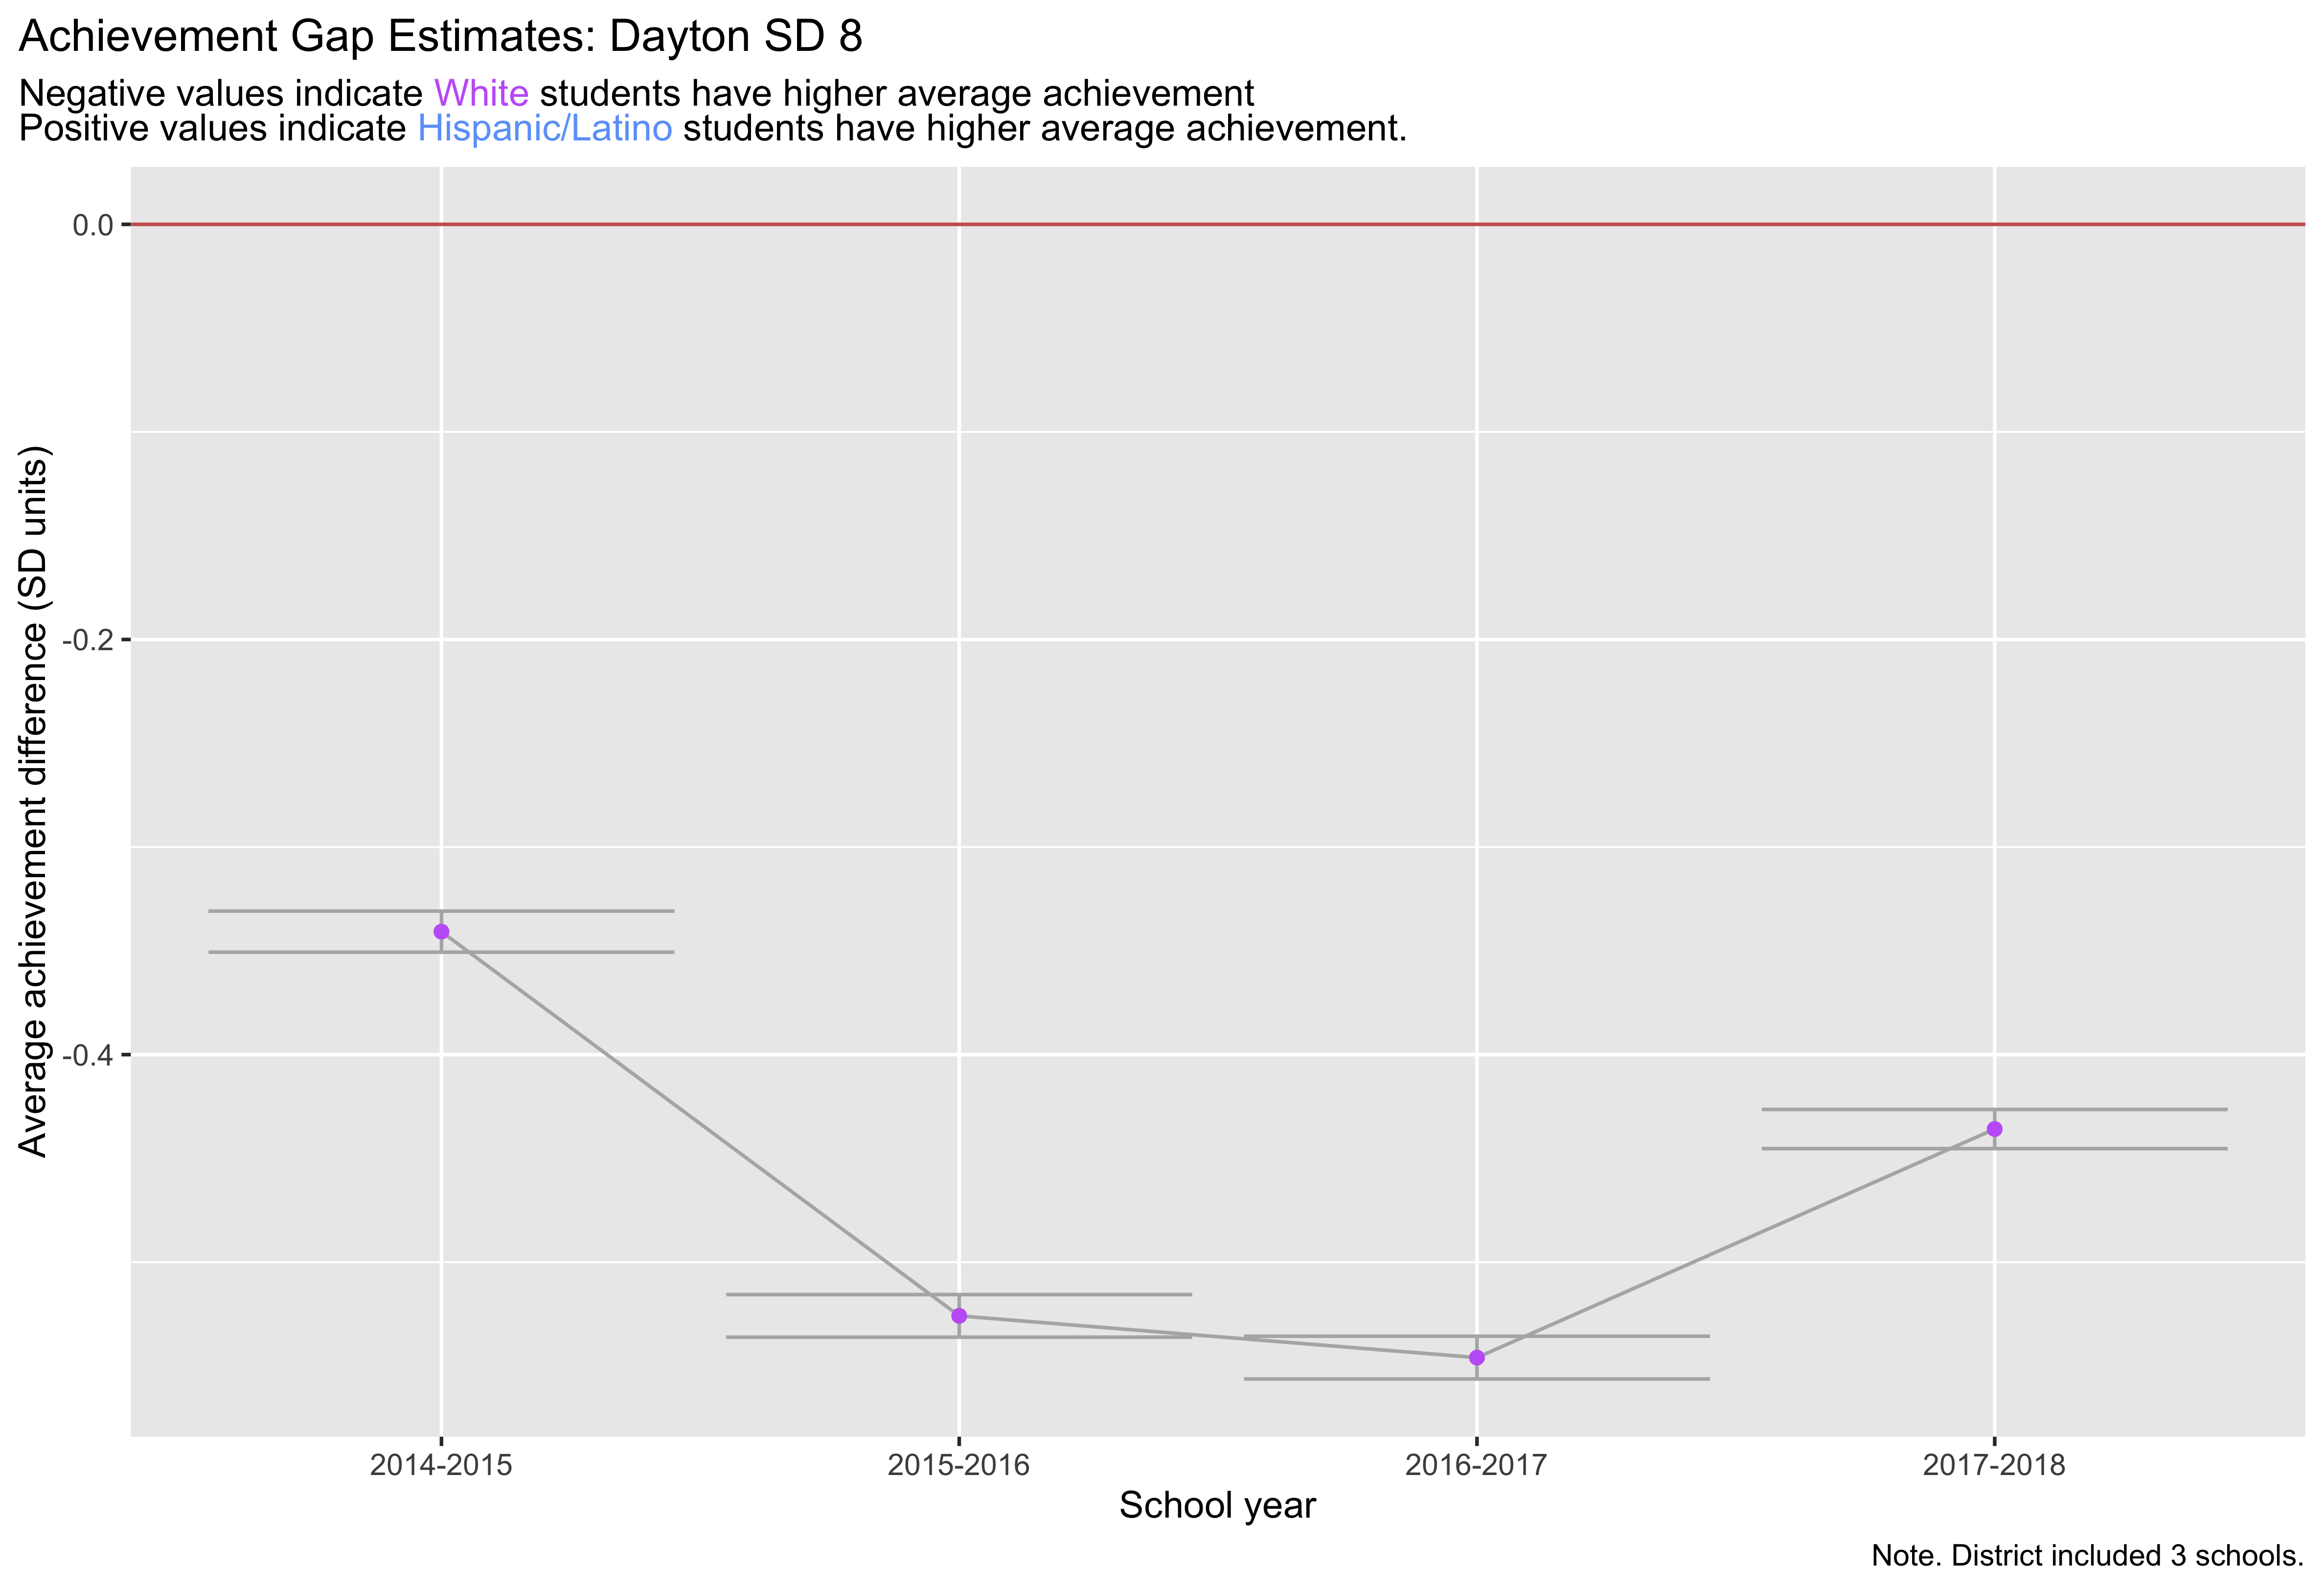 Achievement Gap Estimates: Dayton SD 8
Negative values indicate White students have higher average achievement
Positive values indicate Hispanic/Latino students have higher average achievement.
Average achievement difference (SD units)
0.0
-0.2
-0.4
2014-2015
2015-2016
2016-2017
2017-2018
School year
Note. District included 3 schools.